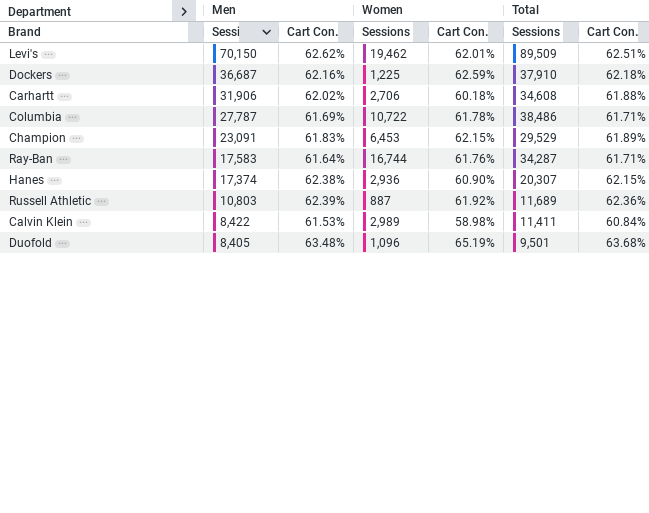 Department > Men Women Total
Brand Sessi Cart Con. Sessions Cart Con. Sessions Cart Con.
Levi's ... 70,150 62.62% 19,462 62.01% 89,509 62.51%
Dockers ... 36,687 62.16% 1,225 62.59% 37,910 62.18%
Carhartt ... 31,906 62.02% 2,706 60.18% 34,608 61.88%
Columbia ... 27,787 61.69% 10,722 61.78% 38,486 61.71%
Champion ... 23,091 61.83% 6,453 62.15% 29,529 61.89%
Ray-Ban ... 17,583 61.64% 16,744 61.76% 34,287 61.71%
Hanes ... 17,374 62.38% 2,936 60.90% 20,307 62.15%
Russell Athletic ... 10,803 62.39% 887 61.92% 11,689 62.36%
Calvin Klein ... 8,422 61.53% 2,989 58.98% 11,411 60.84%
Duofold ... 8,405 63.48% 1,096 65.19% 9,501 63.68%